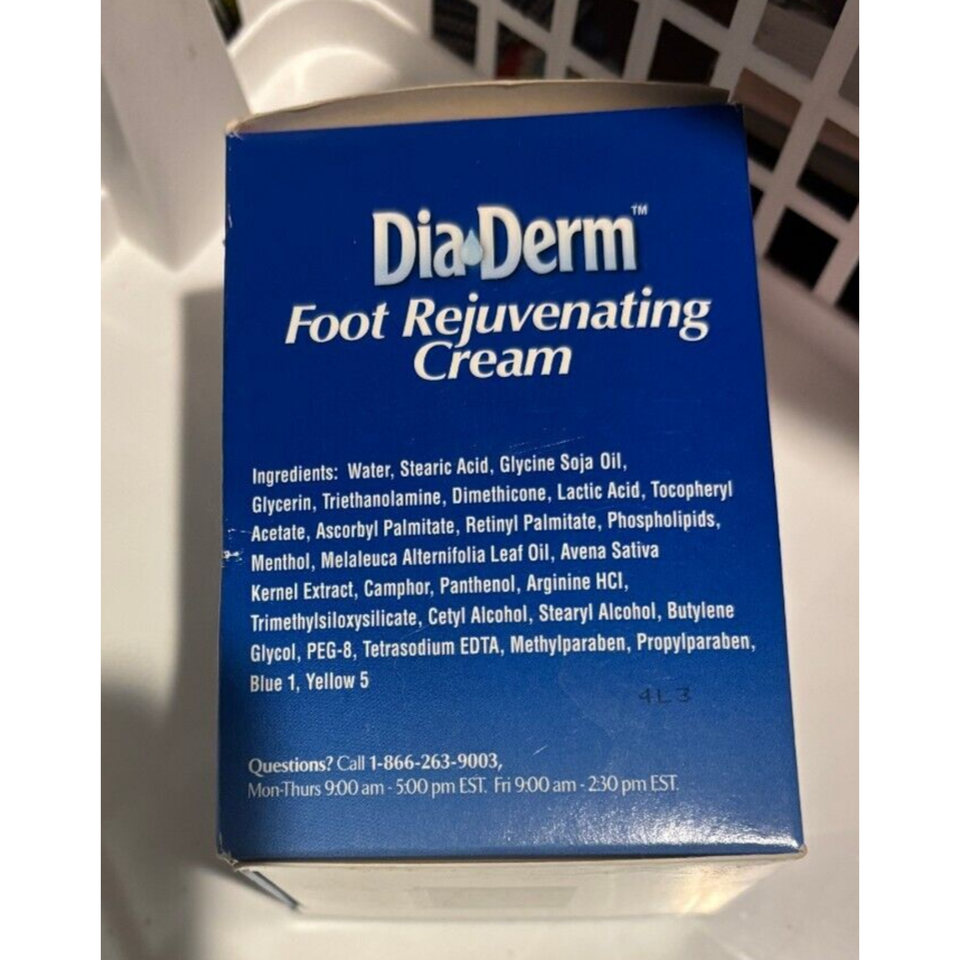 DiaDerm™
Foot Rejuvenating
Cream
Ingredients: Water, Stearic Acid, Glycine Soja Oil,
Glycerin, Triethanolamine, Dimethicone, Lactic Acid, Tocopheryl
Acetate, Ascorbyl Palmitate, Retinyl Palmitate, Phospholipids,
Menthol, Melaleuca Alternifolia Leaf Oil, Avena Sativa
Kernel Extract, Camphor, Panthenol, Arginine HCl,
Trimethylsiloxysilicate, Cetyl Alcohol, Stearyl Alcohol, Butylene
Glycol, PEG-8, Tetrasodium EDTA, Methylparaben, Propylparaben,
Blue 1, Yellow 5
4L3
Questions? Call 1-866-263-9003,
Mon-Thurs 9:00 am - 5:00 pm EST. Fri 9:00 am - 2:30 pm EST.